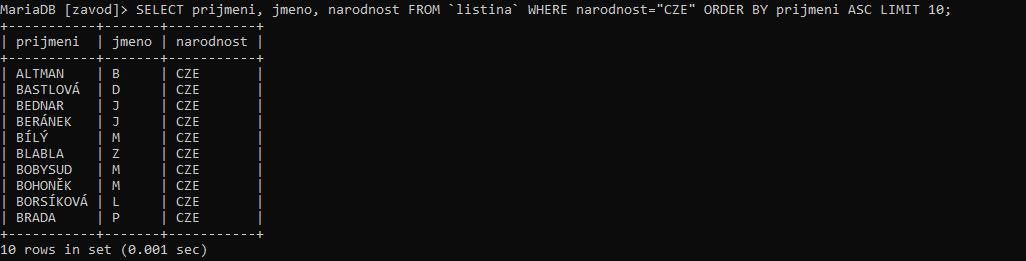 MariaDB [zavod]> SELECT prijmeni, jmeno, narodnost FROM `listina` WHERE narodnost="CZE" ORDER BY prijmeni ASC LIMIT 10;
+-----------+-------+-----------+
| prijmeni  | jmeno | narodnost |
+-----------+-------+-----------+
| ALTMAN    | B     | CZE       |
| BASTLOVÁ  | D     | CZE       |
| BEDNAR    | J     | CZE       |
| BERÁNEK   | J     | CZE       |
| BÍLÝ      | M     | CZE       |
| BLABLA    | Z     | CZE       |
| BOBYSUD   | M     | CZE       |
| BOHONĚK   | M     | CZE       |
| BORSÍKOVÁ | L     | CZE       |
| BRADA     | P     | CZE       |
+-----------+-------+-----------+
10 rows in set (0.001 sec)